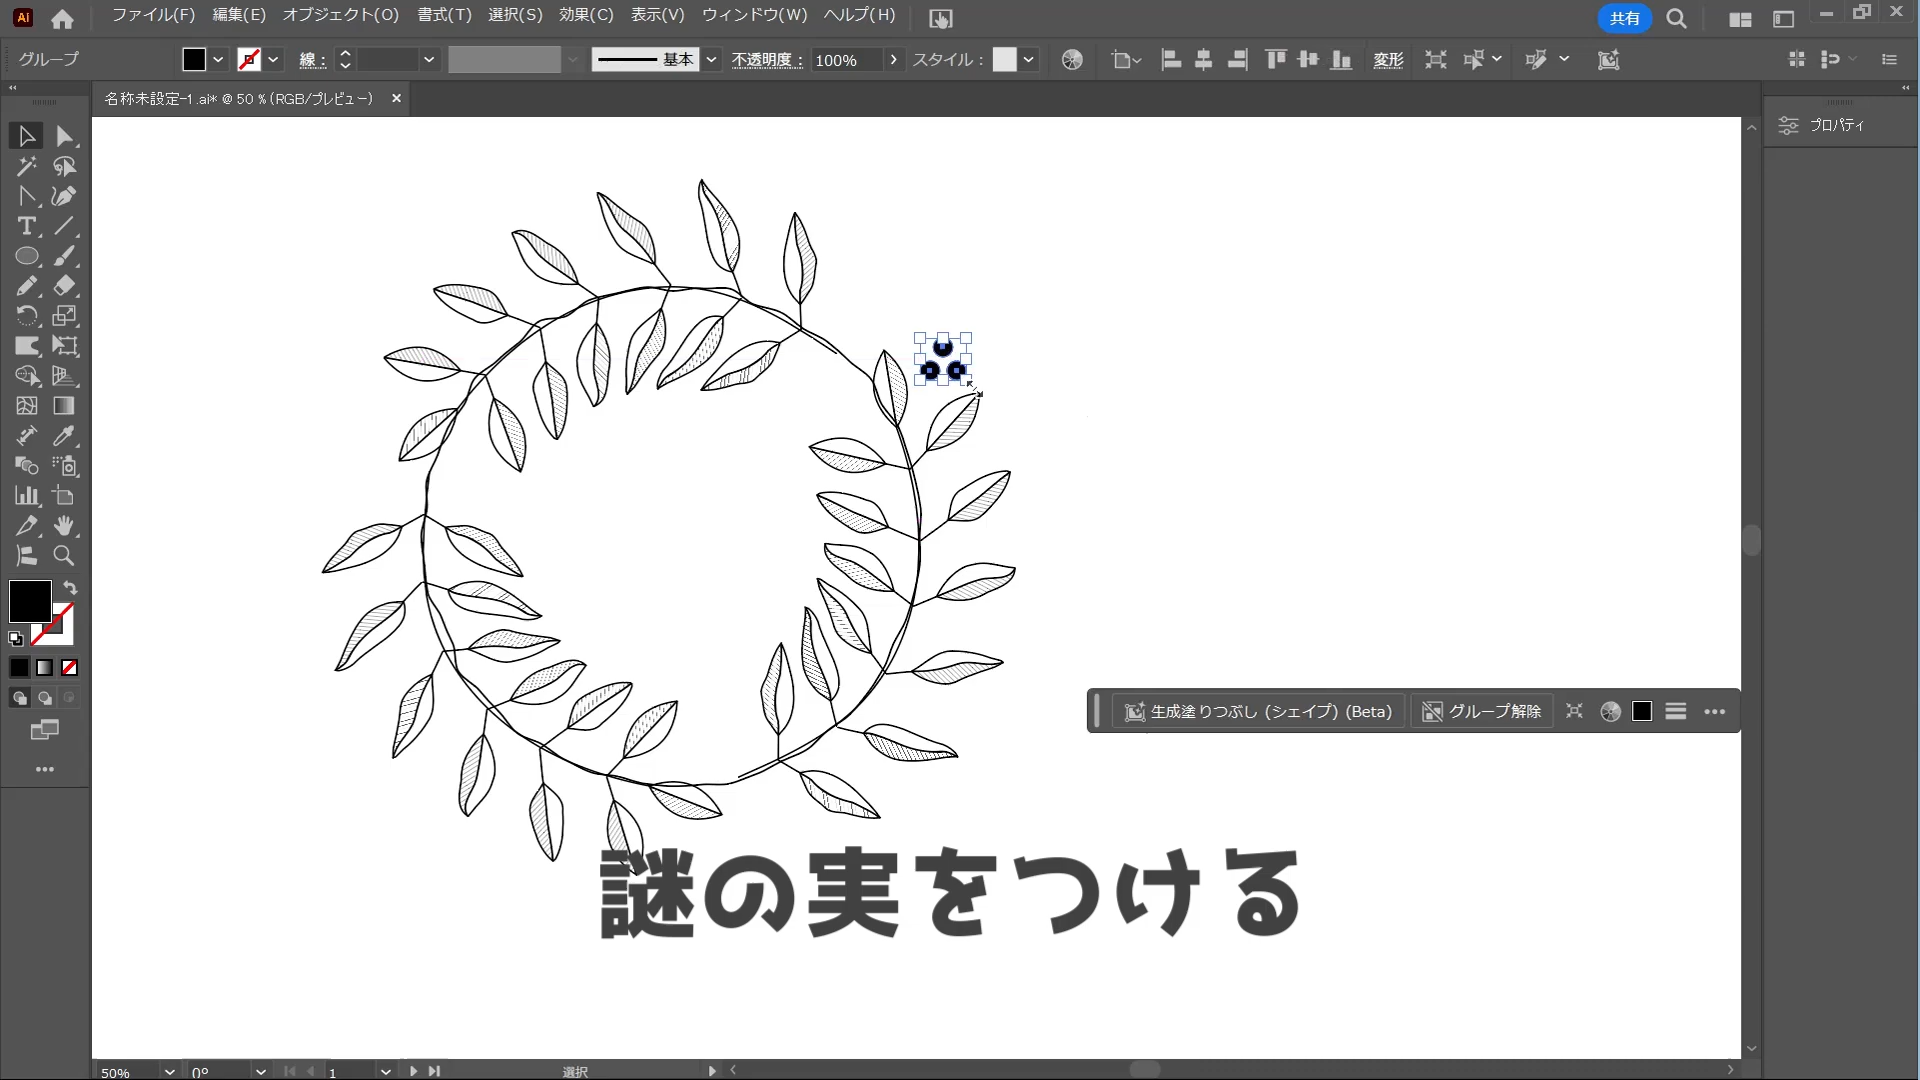 Ai
ファイル(F) 編集(E) オブジェクト(O) 書式(T) 選択(S) 効果(C) 表示(V) ウィンドウ(W) ヘルプ(H)
共有
グループ 線： 基本 不透明度： 100% スタイル： 変形
名称未設定-1.ai* @ 50 % (RGB/プレビュー)
プロパティ
生成塗りつぶし (シェイプ) (Beta) グループ解除
謎の実をつける
50% 0° 1 選択